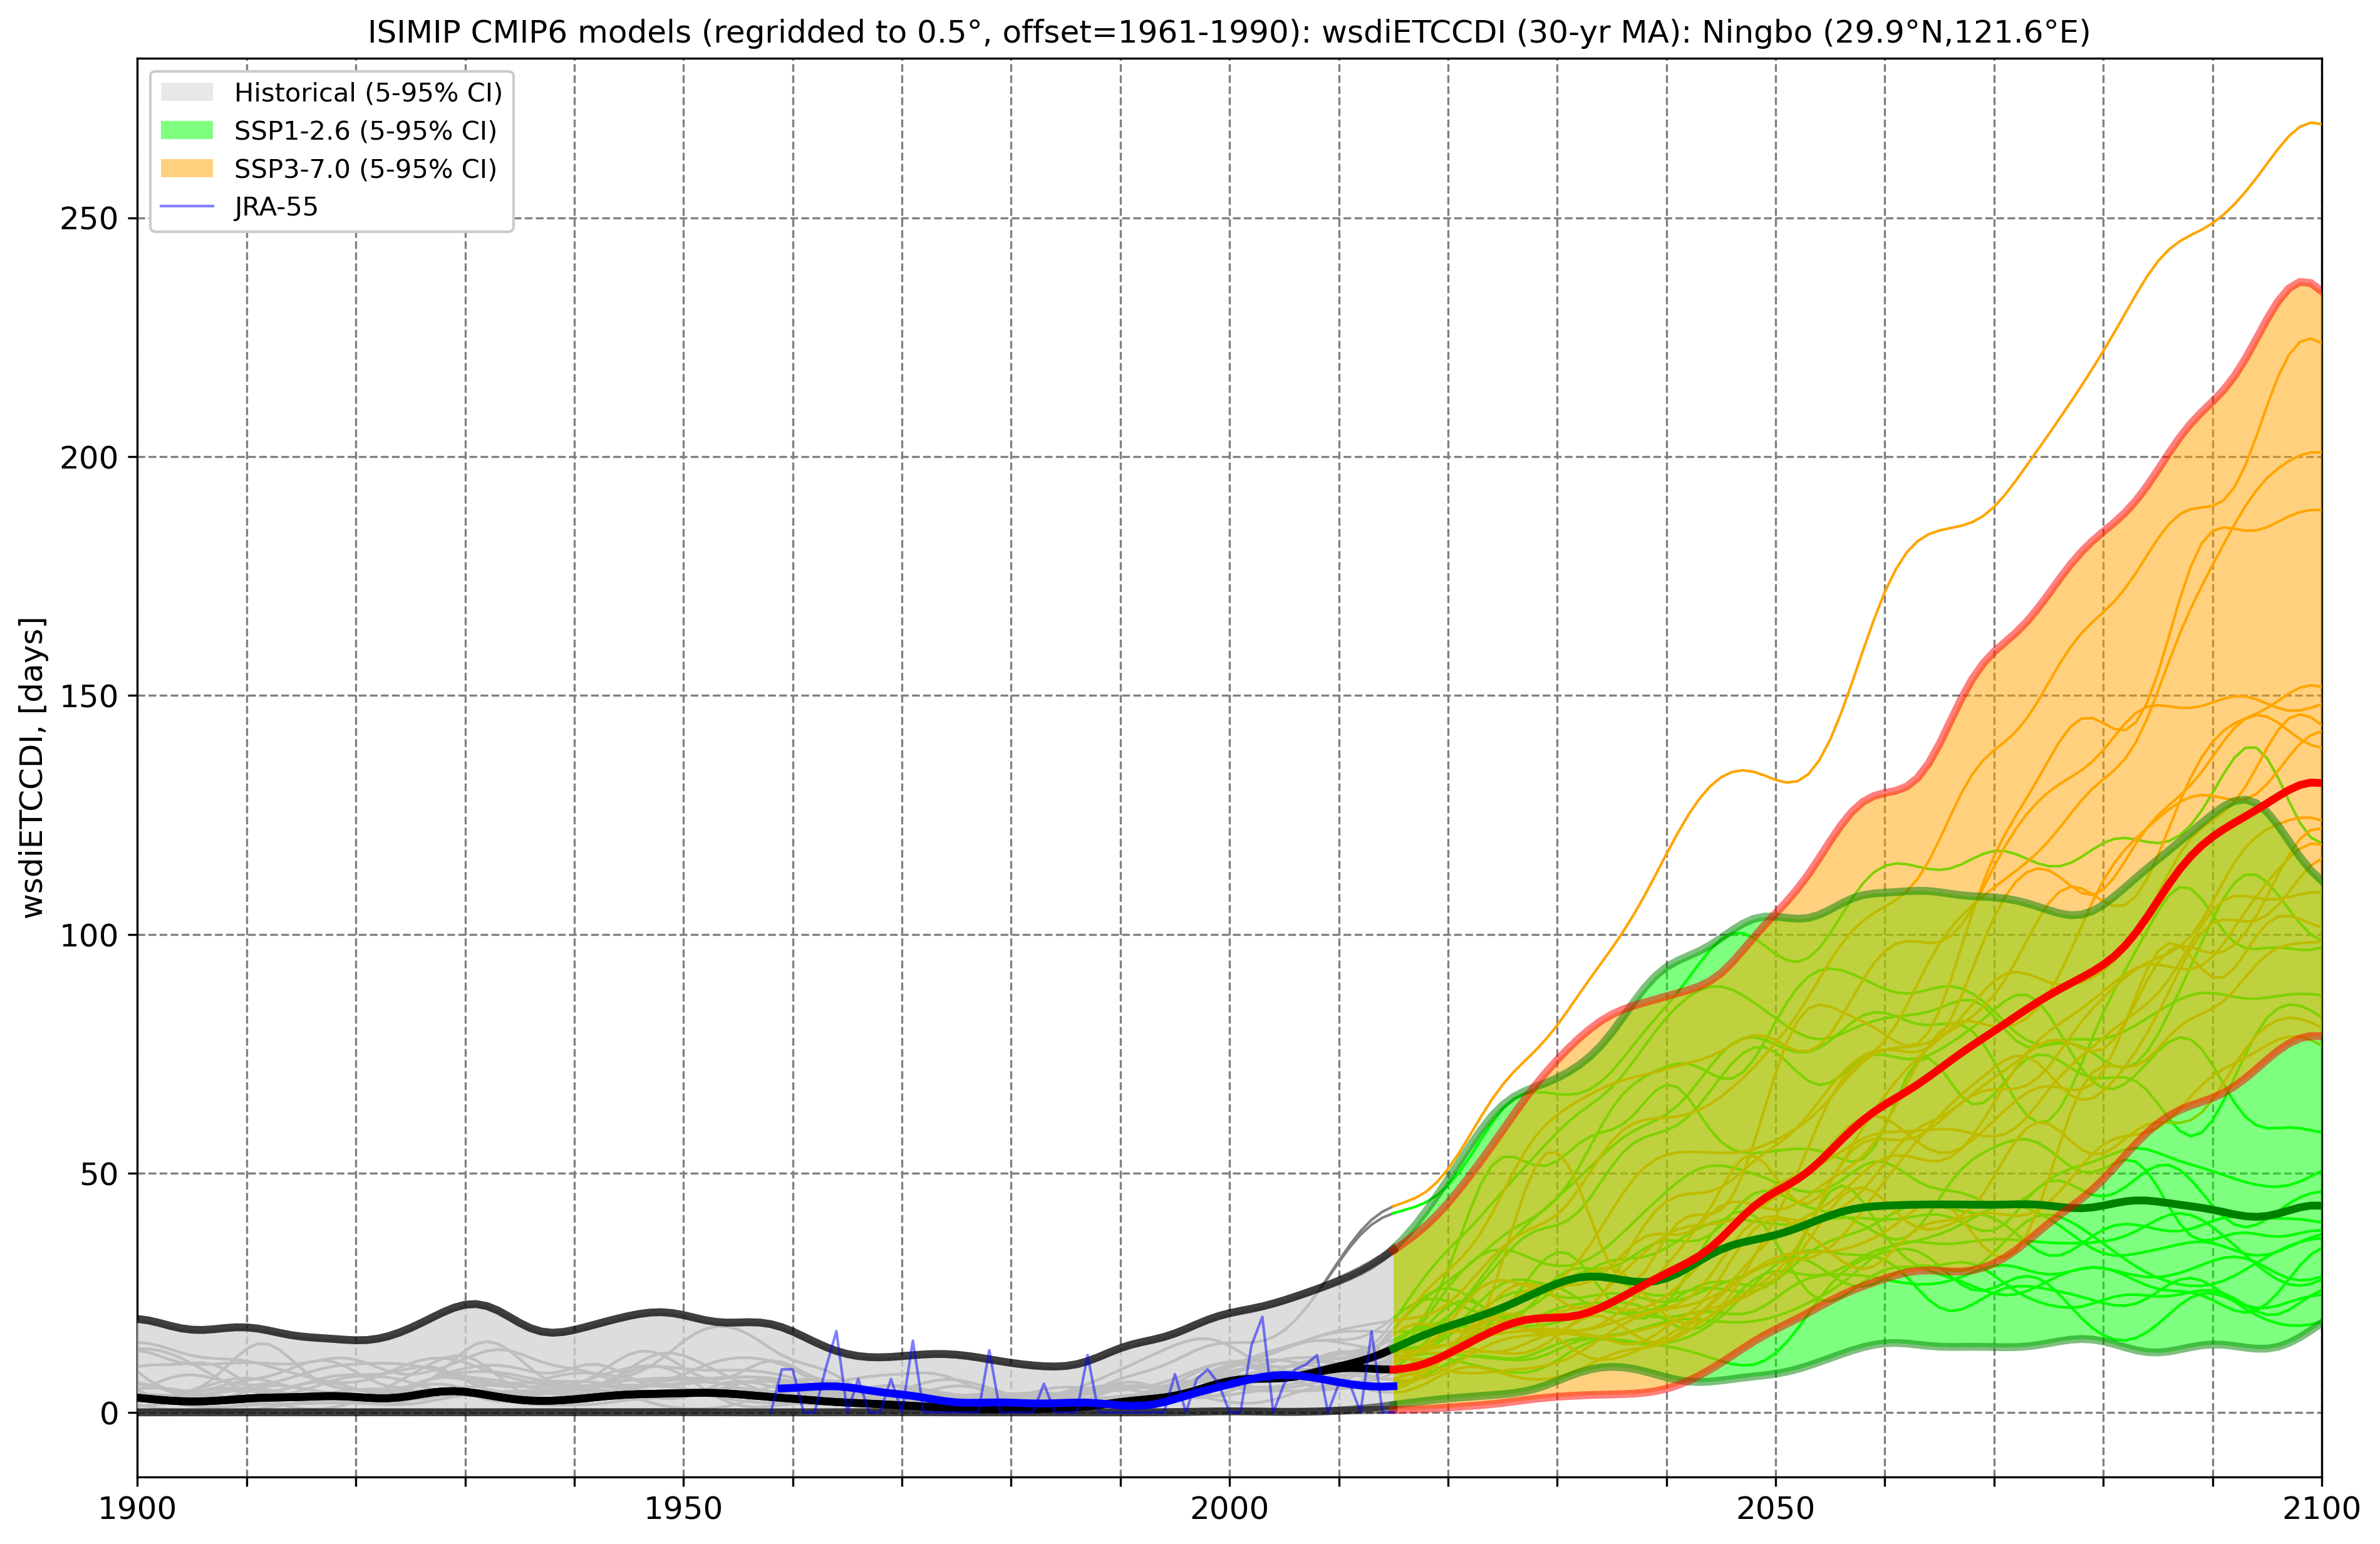 ISIMIP CMIP6 models (regridded to 0.5°, offset=1961-1990): wsdiETCCDI (30-yr MA): Ningbo (29.9°N,121.6°E)
Historical (5-95% CI)
SSP1-2.6 (5-95% CI)
SSP3-7.0 (5-95% CI)
JRA-55
wsdiETCCDI, [days]
250
200
150
100
50
0
1900 1950 2000 2050 2100